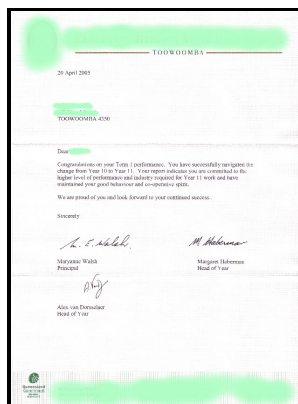 TOOWOOMBA
20 April 2005
TOOWOOMBA 4350
Dear
Congratulations on your Term 1 performance. You have successfully navigated the
change from Year 10 to Year 11. Your report indicates you are committed to the
higher level of performance and industry required for Year 11 work and have
maintained your good behaviour and co-operative spirit.
We are proud of you and look forward to your continued success.
Sincerely
M. E. Walsh. M Haberman
Maryanne Walsh Margaret Haberman
Principal Head of Year
Alex van Dorsselaer
Head of Year
Queensland
Government